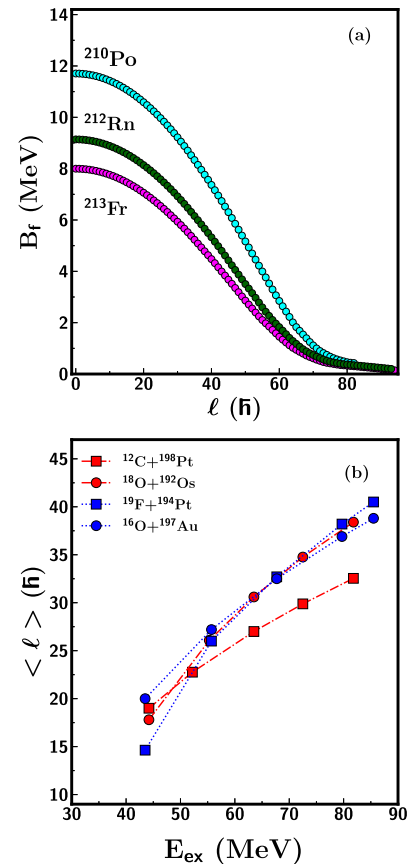 (a)
14
12
10
8
6
4
2
0
B_f (MeV)
²¹⁰Po
²¹²Rn
²¹³Fr
0 20 40 60 80
ℓ (ħ)
(b)
¹²C+¹⁹⁸Pt
¹⁸O+¹⁹²Os
¹⁹F+¹⁹⁴Pt
¹⁶O+¹⁹⁷Au
45
40
35
30
25
20
15
10
< ℓ > (ħ)
30 40 50 60 70 80 90
E_ex (MeV)